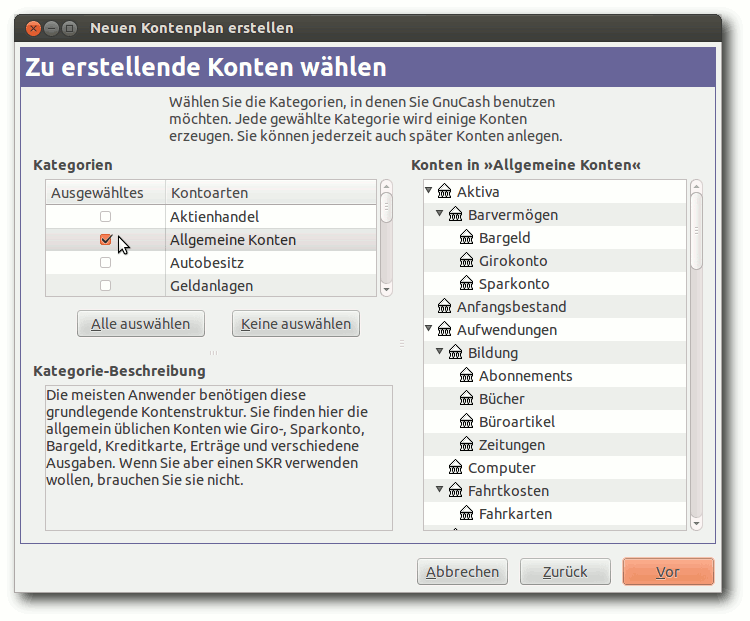 Neuen Kontenplan erstellen
Zu erstellende Konten wählen
Wählen Sie die Kategorien, in denen Sie GnuCash benutzen
möchten. Jede gewählte Kategorie wird einige Konten
erzeugen. Sie können jederzeit auch später Konten anlegen.
Kategorien
Ausgewähltes Kontoarten
Aktienhandel
Allgemeine Konten
Autobesitz
Geldanlagen
Alle auswählen Keine auswählen
Kategorie-Beschreibung
Die meisten Anwender benötigen diese
grundlegende Kontenstruktur. Sie finden hier die
allgemein üblichen Konten wie Giro-, Sparkonto,
Bargeld, Kreditkarte, Erträge und verschiedene
Ausgaben. Wenn Sie aber einen SKR verwenden
wollen, brauchen Sie sie nicht.
Konten in »Allgemeine Konten«
Aktiva
Barvermögen
Bargeld
Girokonto
Sparkonto
Anfangsbestand
Aufwendungen
Bildung
Abonnements
Bücher
Büroartikel
Zeitungen
Computer
Fahrtkosten
Fahrkarten
Abbrechen Zurück Vor